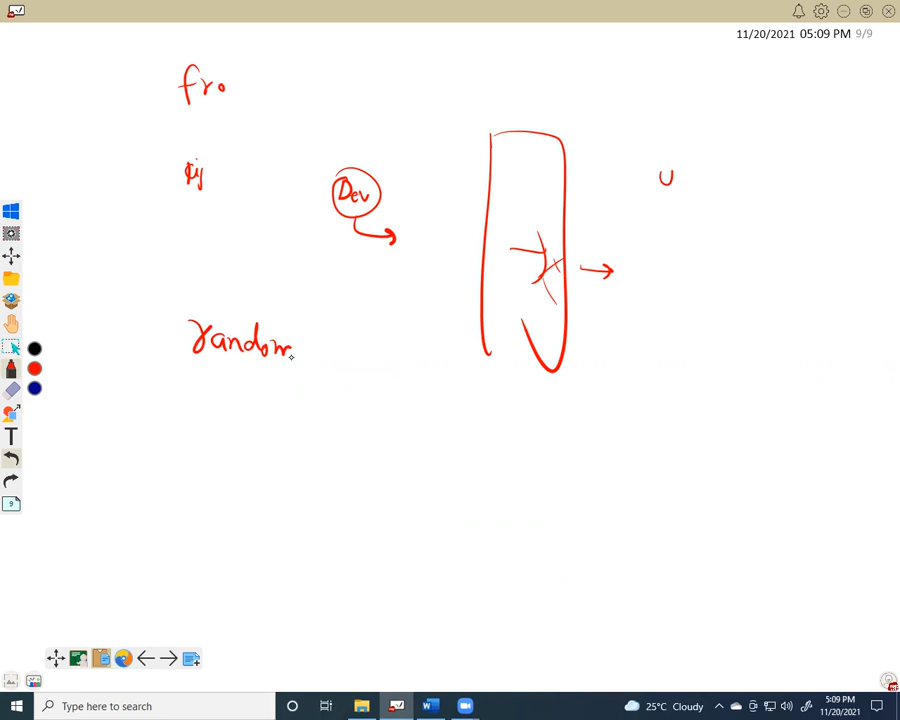 11/20/2021 05:09 PM 9/9
fro
Dev
U
random
T
9
Type here to search
25°C Cloudy
5:09 PM
11/20/2021